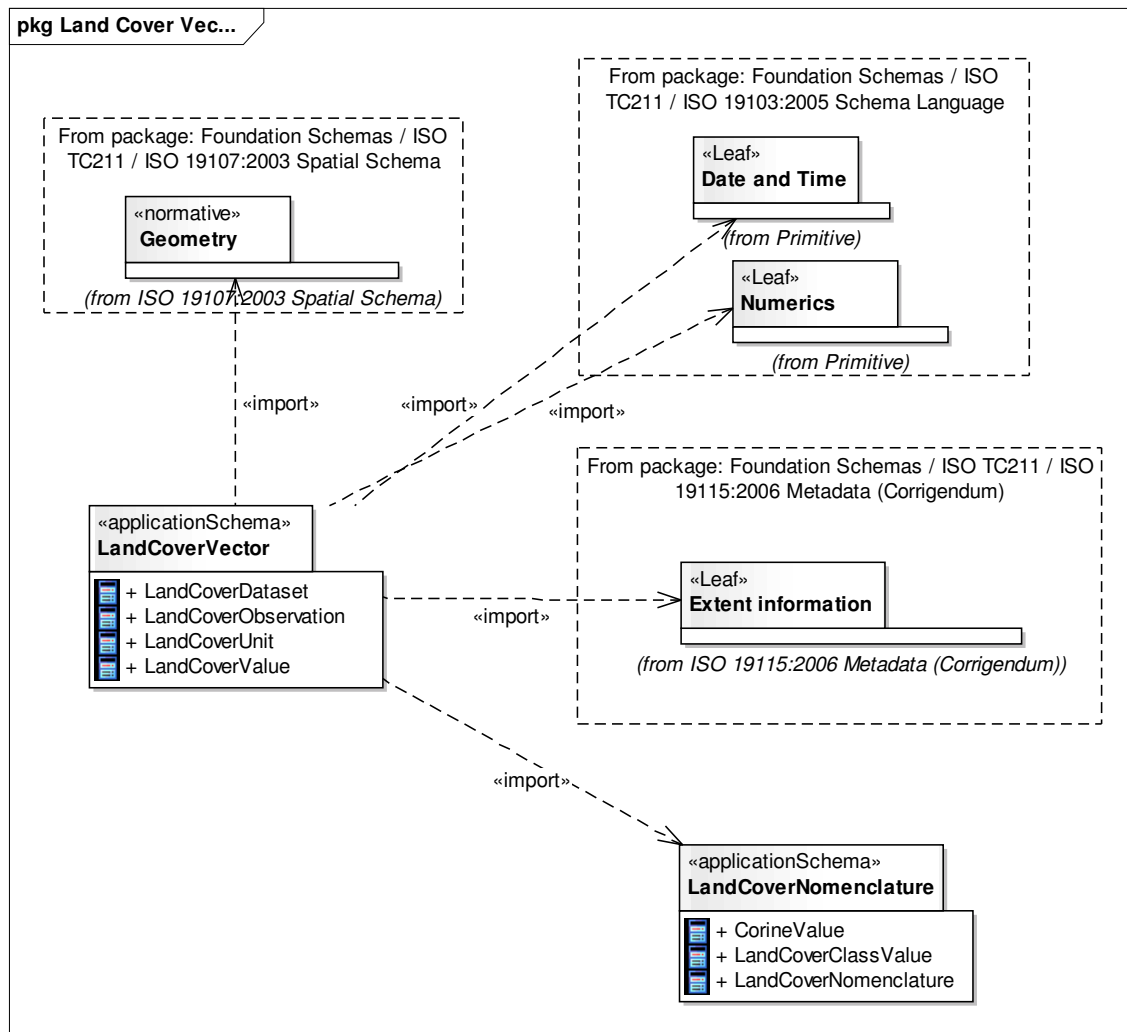 pkg Land Cover Vec...
From package: Foundation Schemas / ISO
TC211 / ISO 19107:2003 Spatial Schema
«normative»
Geometry
(from ISO 19107:2003 Spatial Schema)
From package: Foundation Schemas / ISO
TC211 / ISO 19103:2005 Schema Language
«Leaf»
Date and Time
(from Primitive)
«Leaf»
Numerics
(from Primitive)
«import»
«import»
«import»
From package: Foundation Schemas / ISO TC211 / ISO
19115:2006 Metadata (Corrigendum)
«Leaf»
Extent information
(from ISO 19115:2006 Metadata (Corrigendum))
«applicationSchema»
LandCoverVector
+ LandCoverDataset
+ LandCoverObservation
+ LandCoverUnit
+ LandCoverValue
«import»
«import»
«applicationSchema»
LandCoverNomenclature
+ CorineValue
+ LandCoverClassValue
+ LandCoverNomenclature